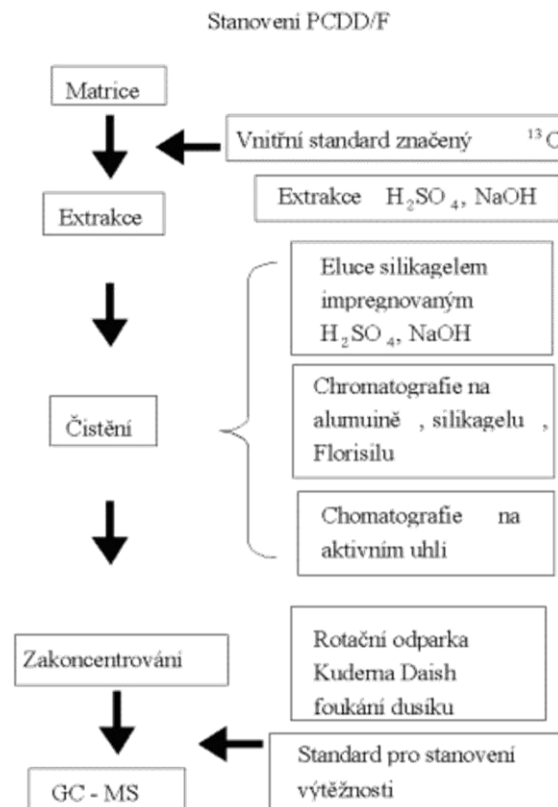 Stanoveni PCDD/F
Matrice
Vnitřní standard značený ¹³C
Extrakce
Extrakce H₂SO₄, NaOH
Eluce silikagelem
impregnovaným
H₂SO₄, NaOH
Čistění
Chromatografie na
alumuině , silikagelu ,
Florisilu
Chomatografie na
aktivním uhlí
Zakoncentrování
Rotační odparka
Kuderna Daish
foukání dusíku
Standard pro stanovení
výtěžnosti
GC - MS